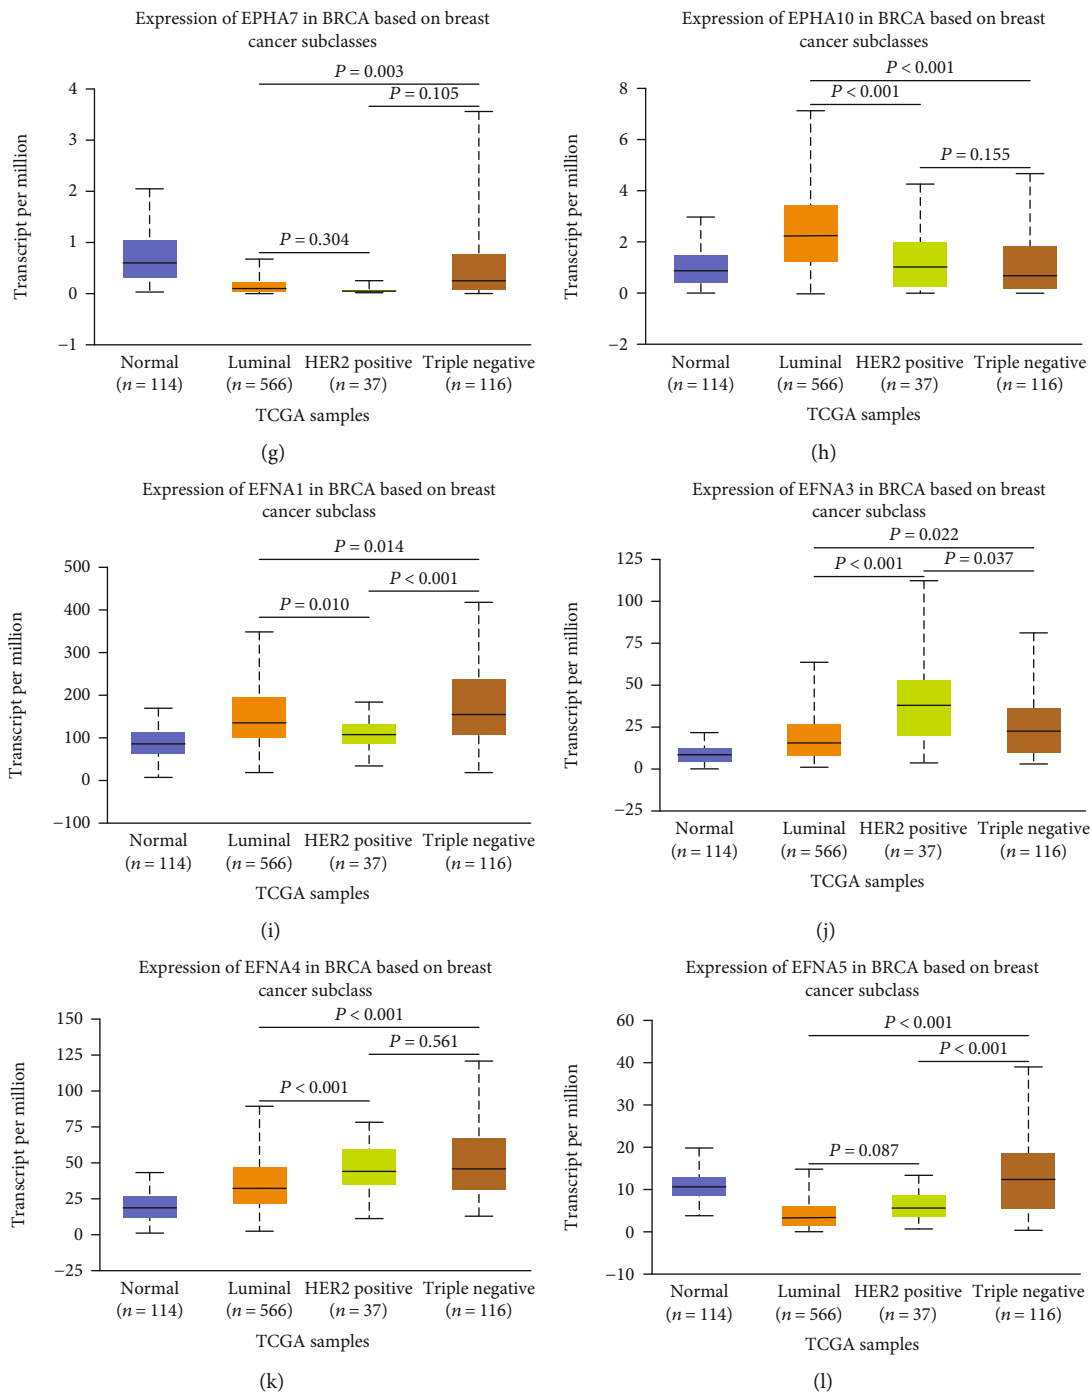 Expression of EPHA7 in BRCA based on breast
cancer subclasses
P = 0.003
P = 0.105
P = 0.304
4
3
2
1
0
−1
Transcript per million
Normal
(n = 114)
Luminal
(n = 566)
HER2 positive
(n = 37)
Triple negative
(n = 116)
TCGA samples
(g)
Expression of EPHA10 in BRCA based on breast
cancer subclasses
P < 0.001
P < 0.001
P = 0.155
8
6
4
2
0
−2
Transcript per million
Normal
(n = 114)
Luminal
(n = 566)
HER2 positive
(n = 37)
Triple negative
(n = 116)
TCGA samples
(h)
Expression of EFNA1 in BRCA based on breast
cancer subclass
P = 0.014
P < 0.001
P = 0.010
500
400
300
200
100
0
−100
Transcript per million
Normal
(n = 114)
Luminal
(n = 566)
HER2 positive
(n = 37)
Triple negative
(n = 116)
TCGA samples
(i)
Expression of EFNA3 in BRCA based on breast
cancer subclass
P = 0.022
P < 0.001
P = 0.037
125
100
75
50
25
0
−25
Transcript per million
Normal
(n = 114)
Luminal
(n = 566)
HER2 positive
(n = 37)
Triple negative
(n = 116)
TCGA samples
(j)
Expression of EFNA4 in BRCA based on breast
cancer subclass
P < 0.001
P = 0.561
P < 0.001
150
125
100
75
50
25
0
−25
Transcript per million
Normal
(n = 114)
Luminal
(n = 566)
HER2 positive
(n = 37)
Triple negative
(n = 116)
TCGA samples
(k)
Expression of EFNA5 in BRCA based on breast
cancer subclass
P < 0.001
P < 0.001
P = 0.087
60
50
40
30
20
10
0
−10
Transcript per million
Normal
(n = 114)
Luminal
(n = 566)
HER2 positive
(n = 37)
Triple negative
(n = 116)
TCGA samples
(l)